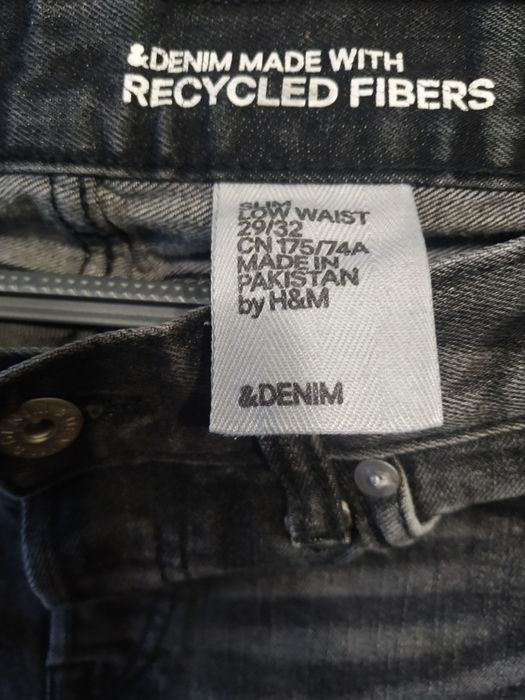 &DENIM MADE WITH
RECYCLED FIBERS
SLIM
LOW WAIST
29/32
CN 175/74A
MADE IN
PAKISTAN
by H&M
&DENIM